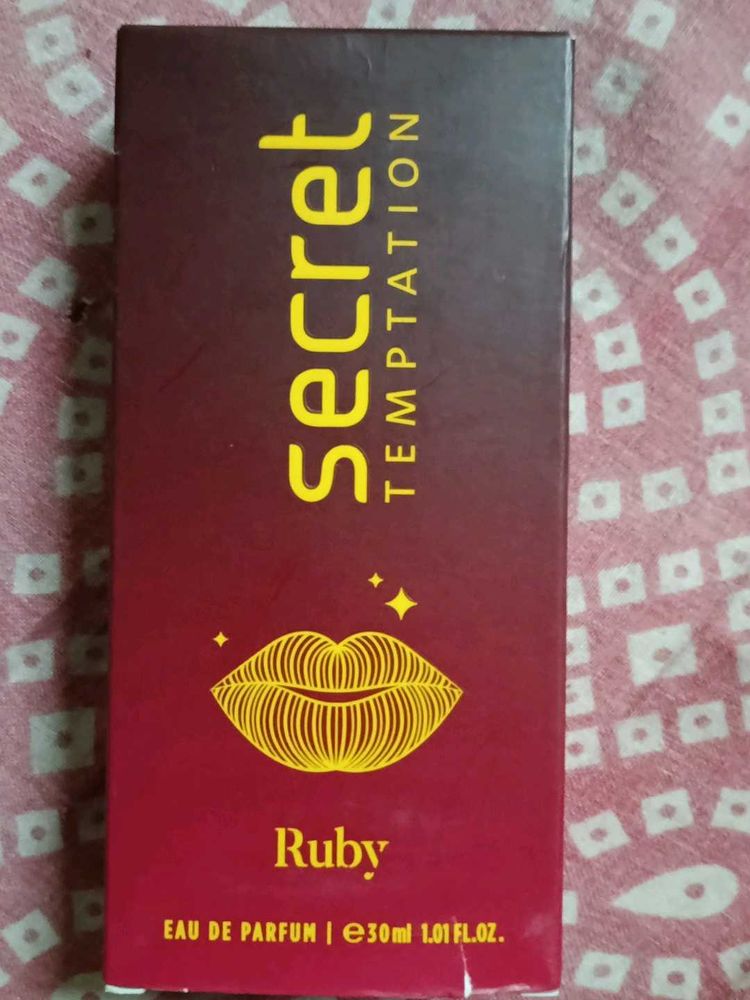 secret
TEMPTATION
Ruby
EAU DE PARFUM | ℮30ml 1.01 FL.OZ.